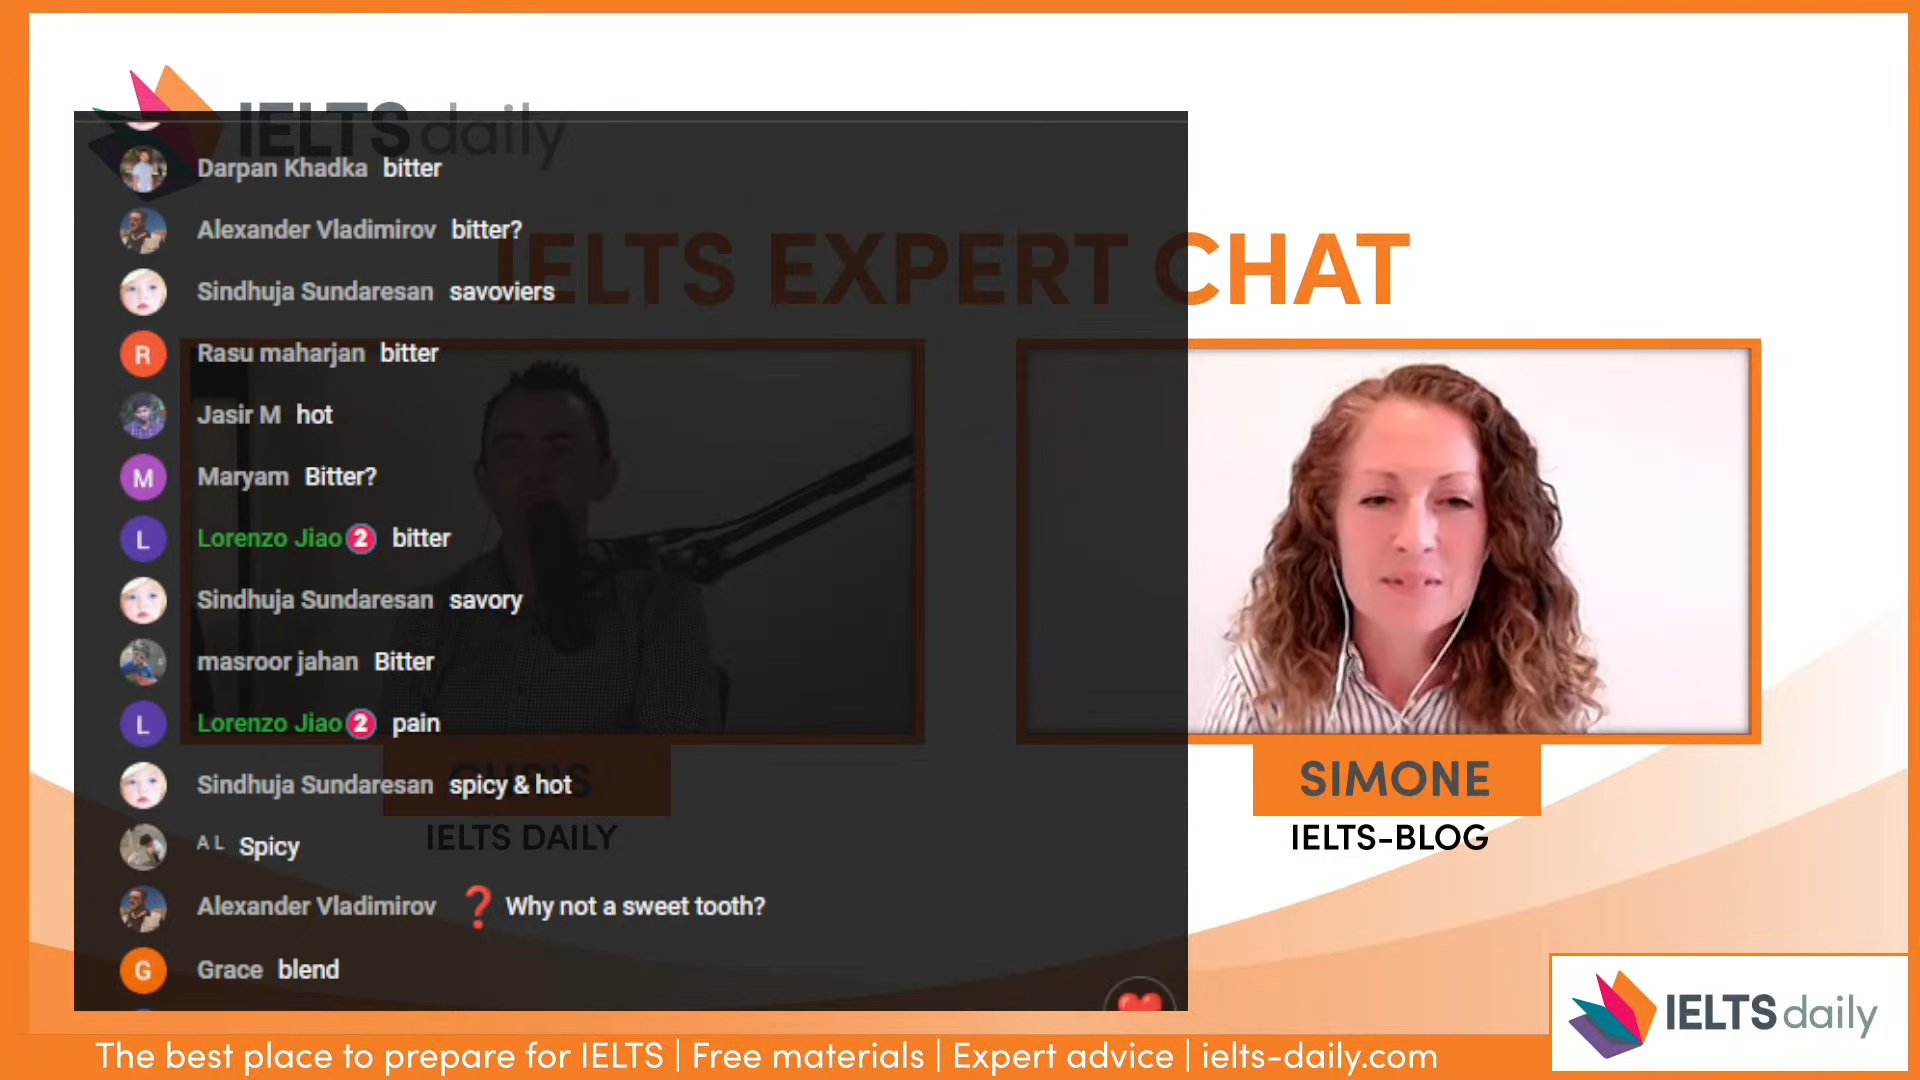 IELTS daily
IELTS EXPERT CHAT
Darpan Khadka bitter
Alexander Vladimirov bitter?
Sindhuja Sundaresan savoviers
R Rasu maharjan bitter
Jasir M hot
M Maryam Bitter?
L Lorenzo Jiao 2 bitter
Sindhuja Sundaresan savory
masroor jahan Bitter
L Lorenzo Jiao 2 pain
Sindhuja Sundaresan spicy & hot
A L Spicy
Alexander Vladimirov ❓ Why not a sweet tooth?
G Grace blend
CHRIS
IELTS DAILY
SIMONE
IELTS-BLOG
IELTS daily
The best place to prepare for IELTS | Free materials | Expert advice | ielts-daily.com